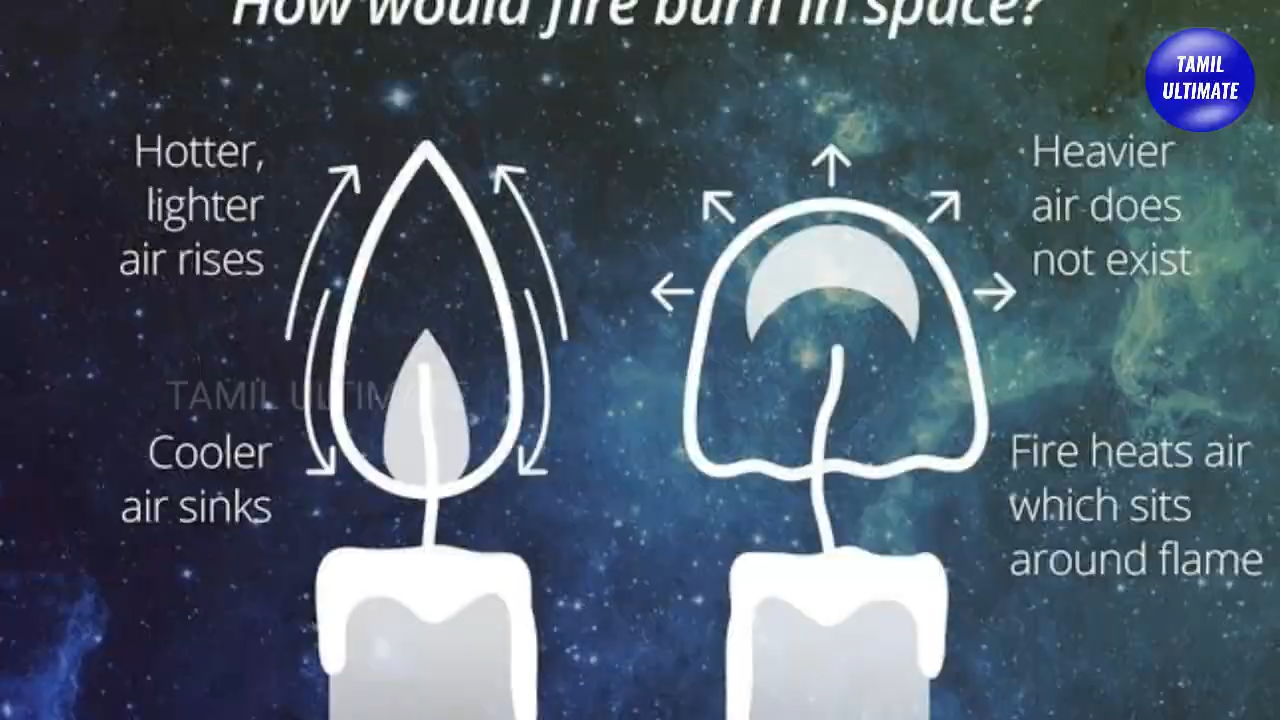 How would fire burn in space?
TAMIL
ULTIMATE
Hotter,
lighter
air rises
Heavier
air does
not exist
TAMIL ULTIMATE
Cooler
air sinks
Fire heats air
which sits
around flame